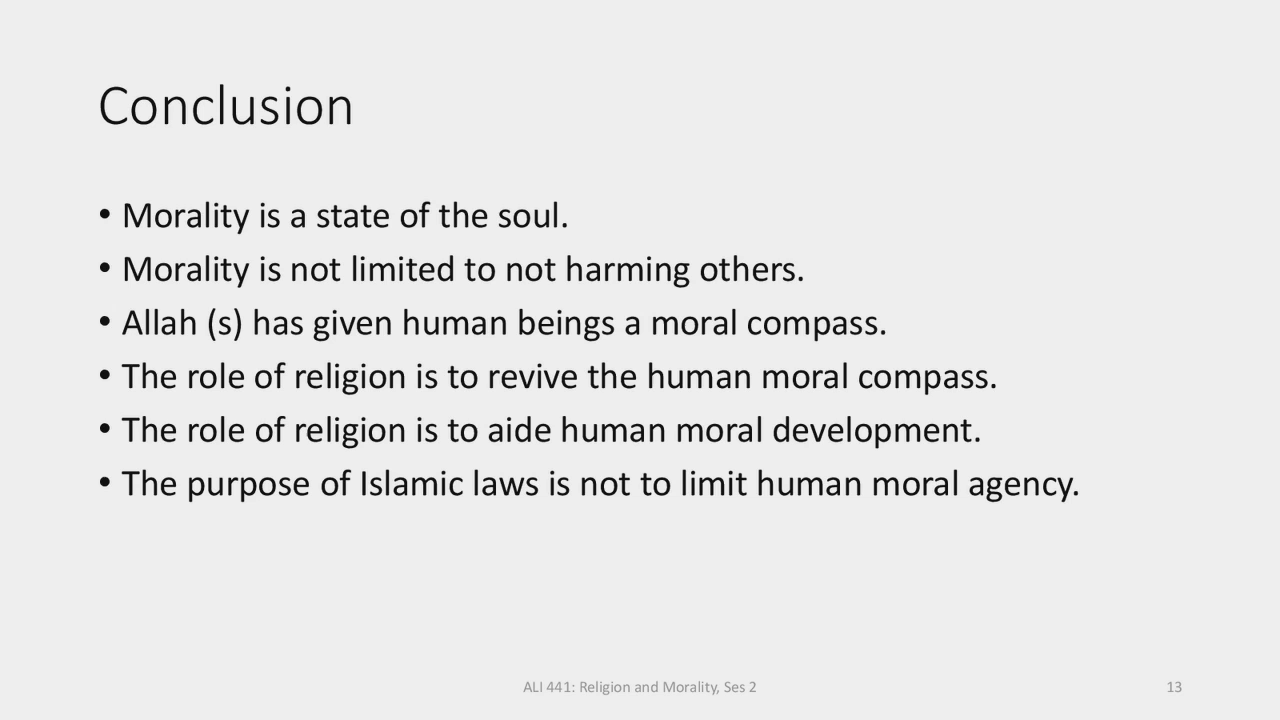 Conclusion
• Morality is a state of the soul.
• Morality is not limited to not harming others.
• Allah (s) has given human beings a moral compass.
• The role of religion is to revive the human moral compass.
• The role of religion is to aide human moral development.
• The purpose of Islamic laws is not to limit human moral agency.
ALI 441: Religion and Morality, Ses 2
13